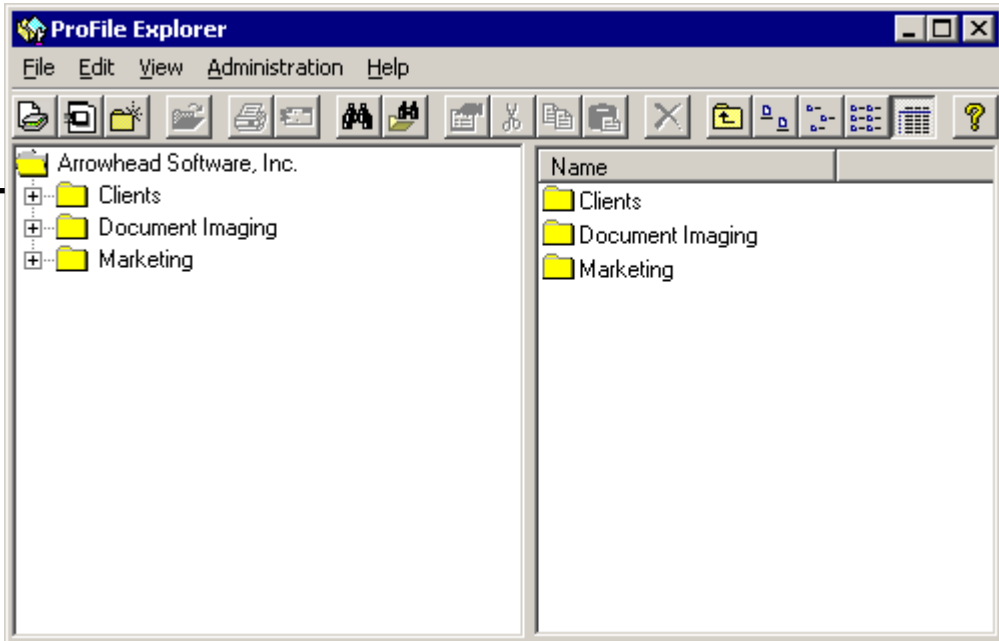 ProFile Explorer
File Edit View Administration Help
Arrowhead Software, Inc.
Clients
Document Imaging
Marketing
Name
Clients
Document Imaging
Marketing